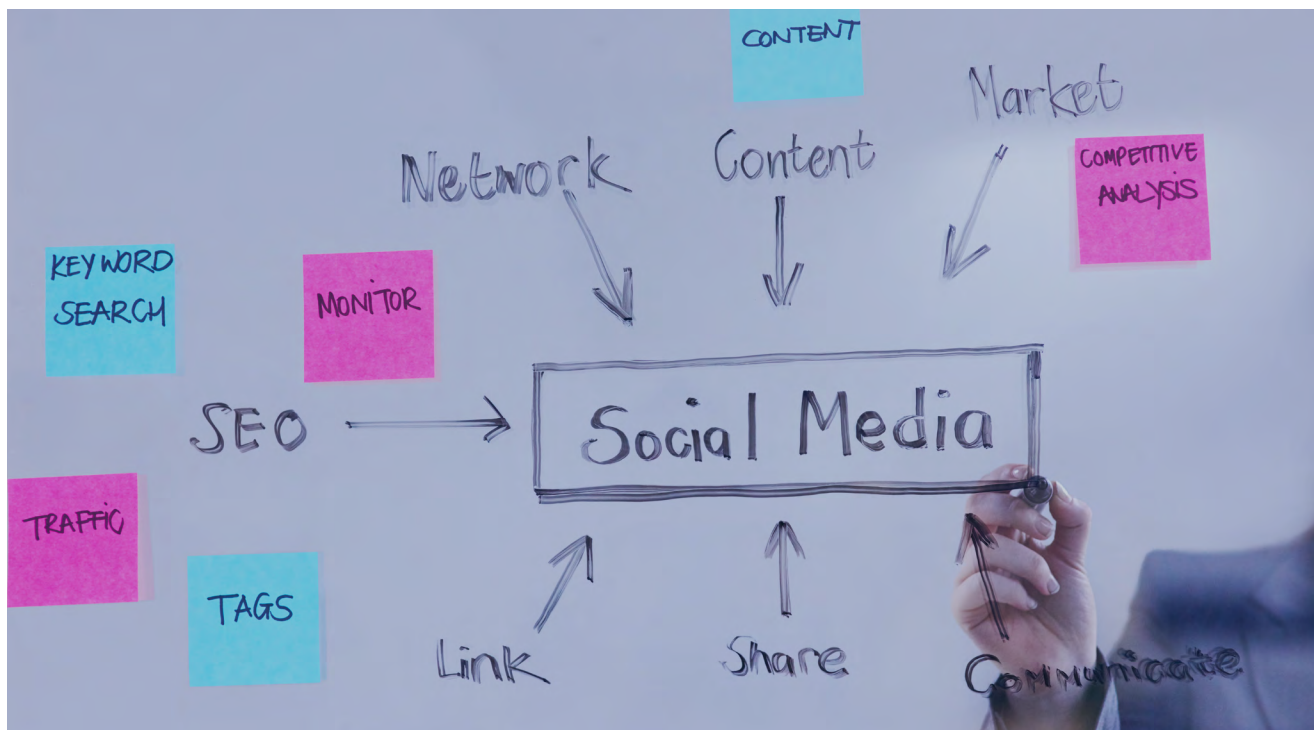 CONTENT
Market
Network
Content
COMPETITIVE
ANALYSIS
KEYWORD
SEARCH
MONITOR
SEO
Social Media
TRAFFIC
TAGS
Link
Share
Communicate